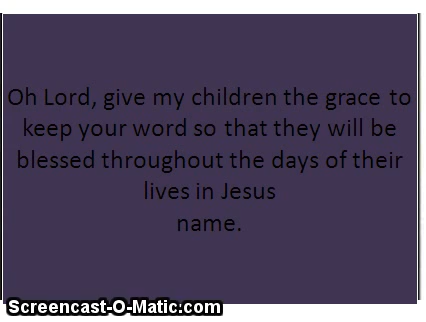 Oh Lord, give my children the grace to
keep your word so that they will be
blessed throughout the days of their
lives in Jesus
name.
Screencast-O-Matic.com